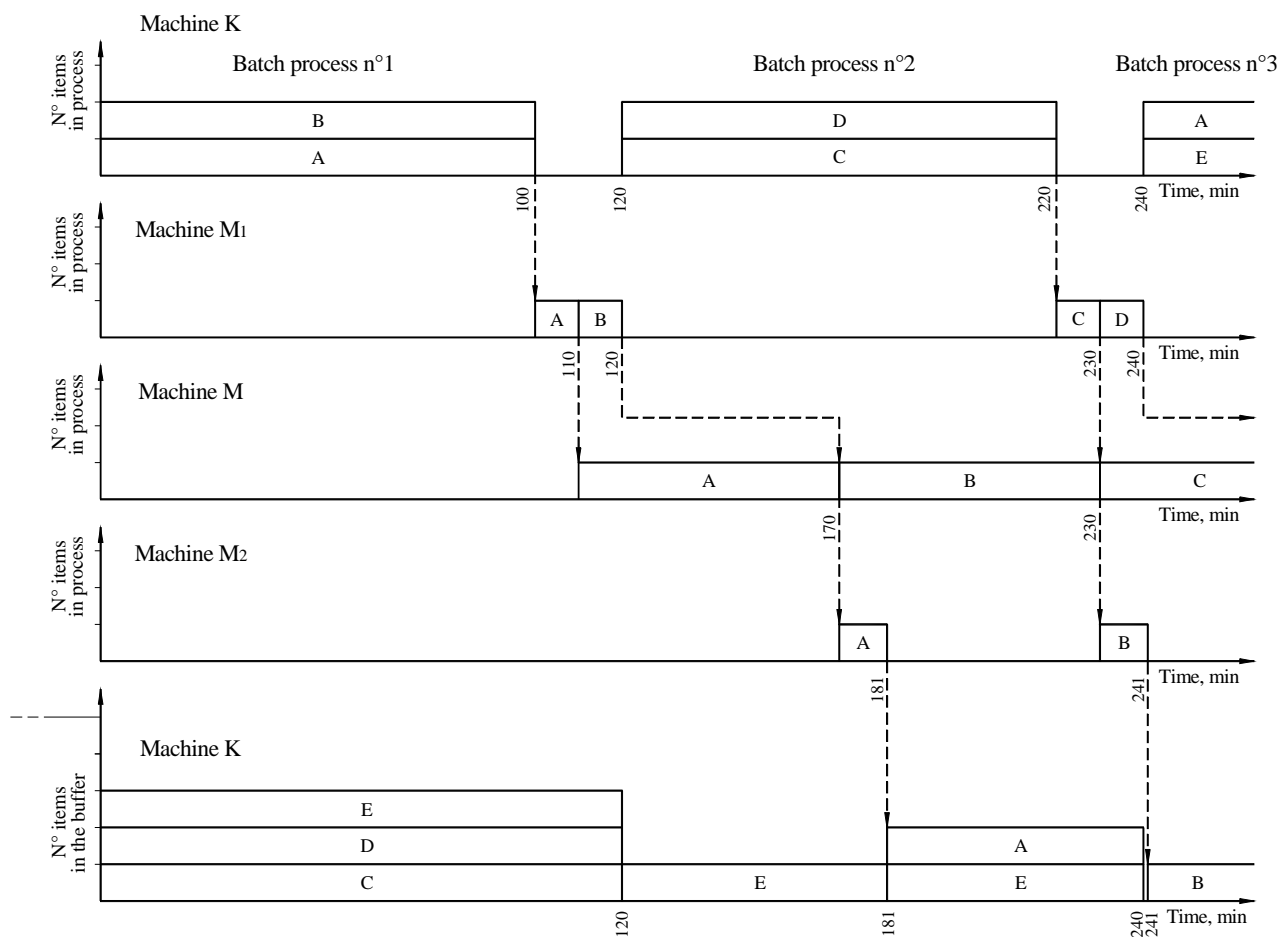 Machine K
Batch process n°1
Batch process n°2
Batch process n°3
N° items
in process
B
D
A
A
C
E
100
120
220
240
Time, min
Machine M1
N° items
in process
A
B
C
D
110
120
230
240
Time, min
Machine M
N° items
in process
A
B
C
170
230
Time, min
Machine M2
N° items
in process
A
B
181
241
Time, min
Machine K
N° items
in the buffer
E
D
A
C
E
E
B
120
181
240
241
Time, min